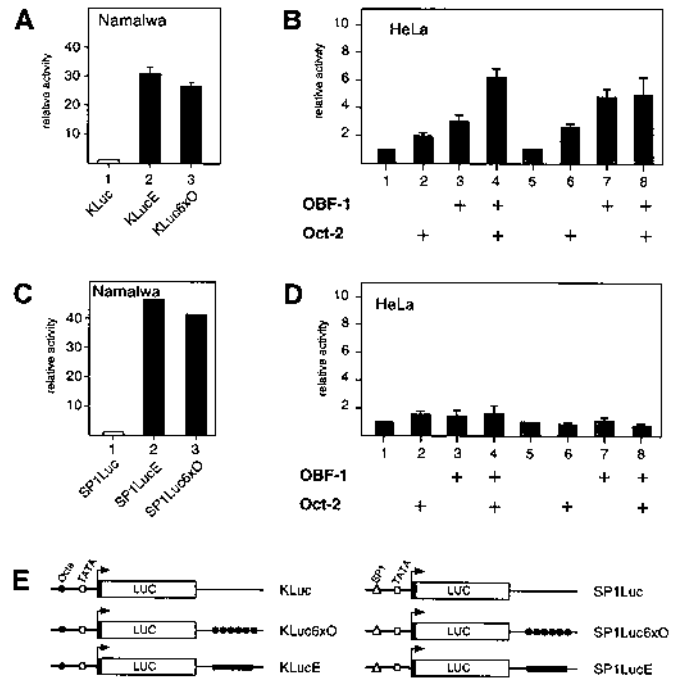 A
Namalwa
relative activity
40
30
20
10
1 2 3
KLuc
KLucE
KLuc6xO
B
HeLa
relative activity
10
8
6
4
2
1 2 3 4 5 6 7 8
OBF-1 + + + +
Oct-2 + + + +
C
Namalwa
relative activity
40
30
20
10
1 2 3
SP1Luc
SP1LucE
SP1Luc6xO
D
HeLa
relative activity
10
8
6
4
2
1 2 3 4 5 6 7 8
OBF-1 + + + +
Oct-2 + + + +
E
Octa TATA
LUC KLuc
LUC KLuc6xO
LUC KLucE
SP1 TATA
LUC SP1Luc
LUC SP1Luc6xO
LUC SP1LucE